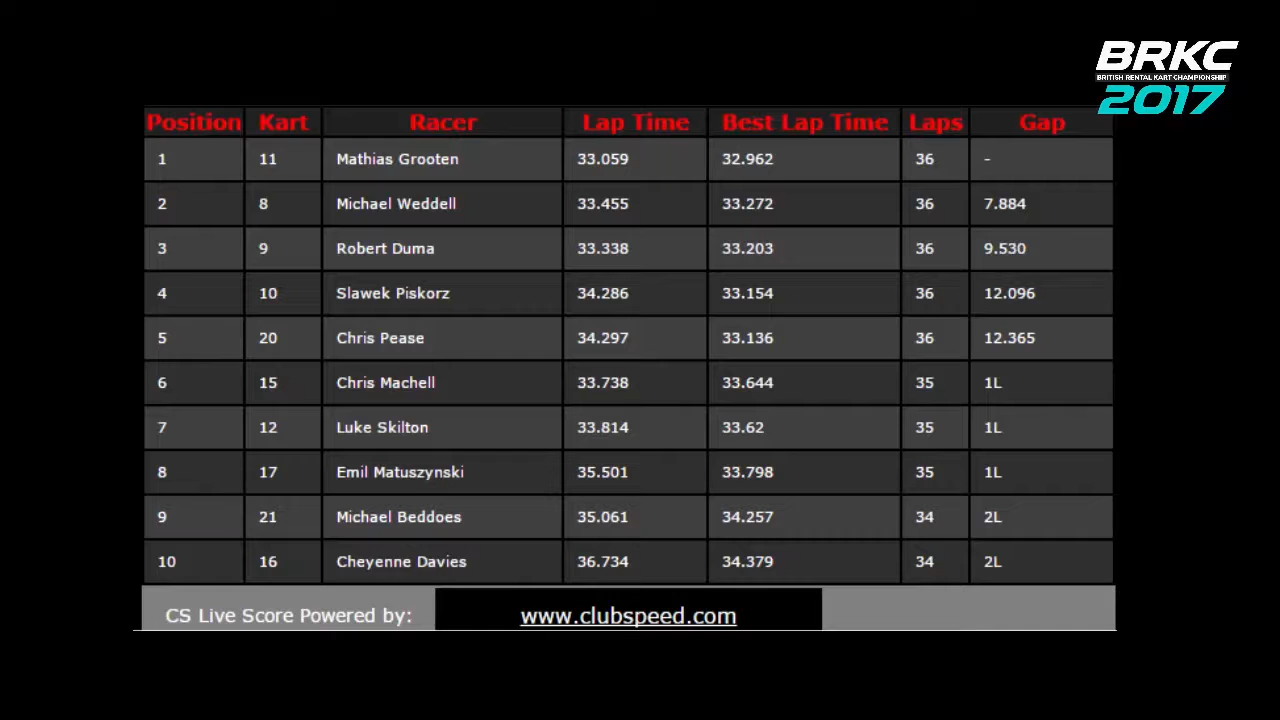 BRKC
BRITISH RENTAL KART CHAMPIONSHIP
2017
Position Kart Racer Lap Time Best Lap Time Laps Gap
1 11 Mathias Grooten 33.059 32.962 36 -
2 8 Michael Weddell 33.455 33.272 36 7.884
3 9 Robert Duma 33.338 33.203 36 9.530
4 10 Slawek Piskorz 34.286 33.154 36 12.096
5 20 Chris Pease 34.297 33.136 36 12.365
6 15 Chris Machell 33.738 33.644 35 1L
7 12 Luke Skilton 33.814 33.62 35 1L
8 17 Emil Matuszynski 35.501 33.798 35 1L
9 21 Michael Beddoes 35.061 34.257 34 2L
10 16 Cheyenne Davies 36.734 34.379 34 2L
CS Live Score Powered by: www.clubspeed.com